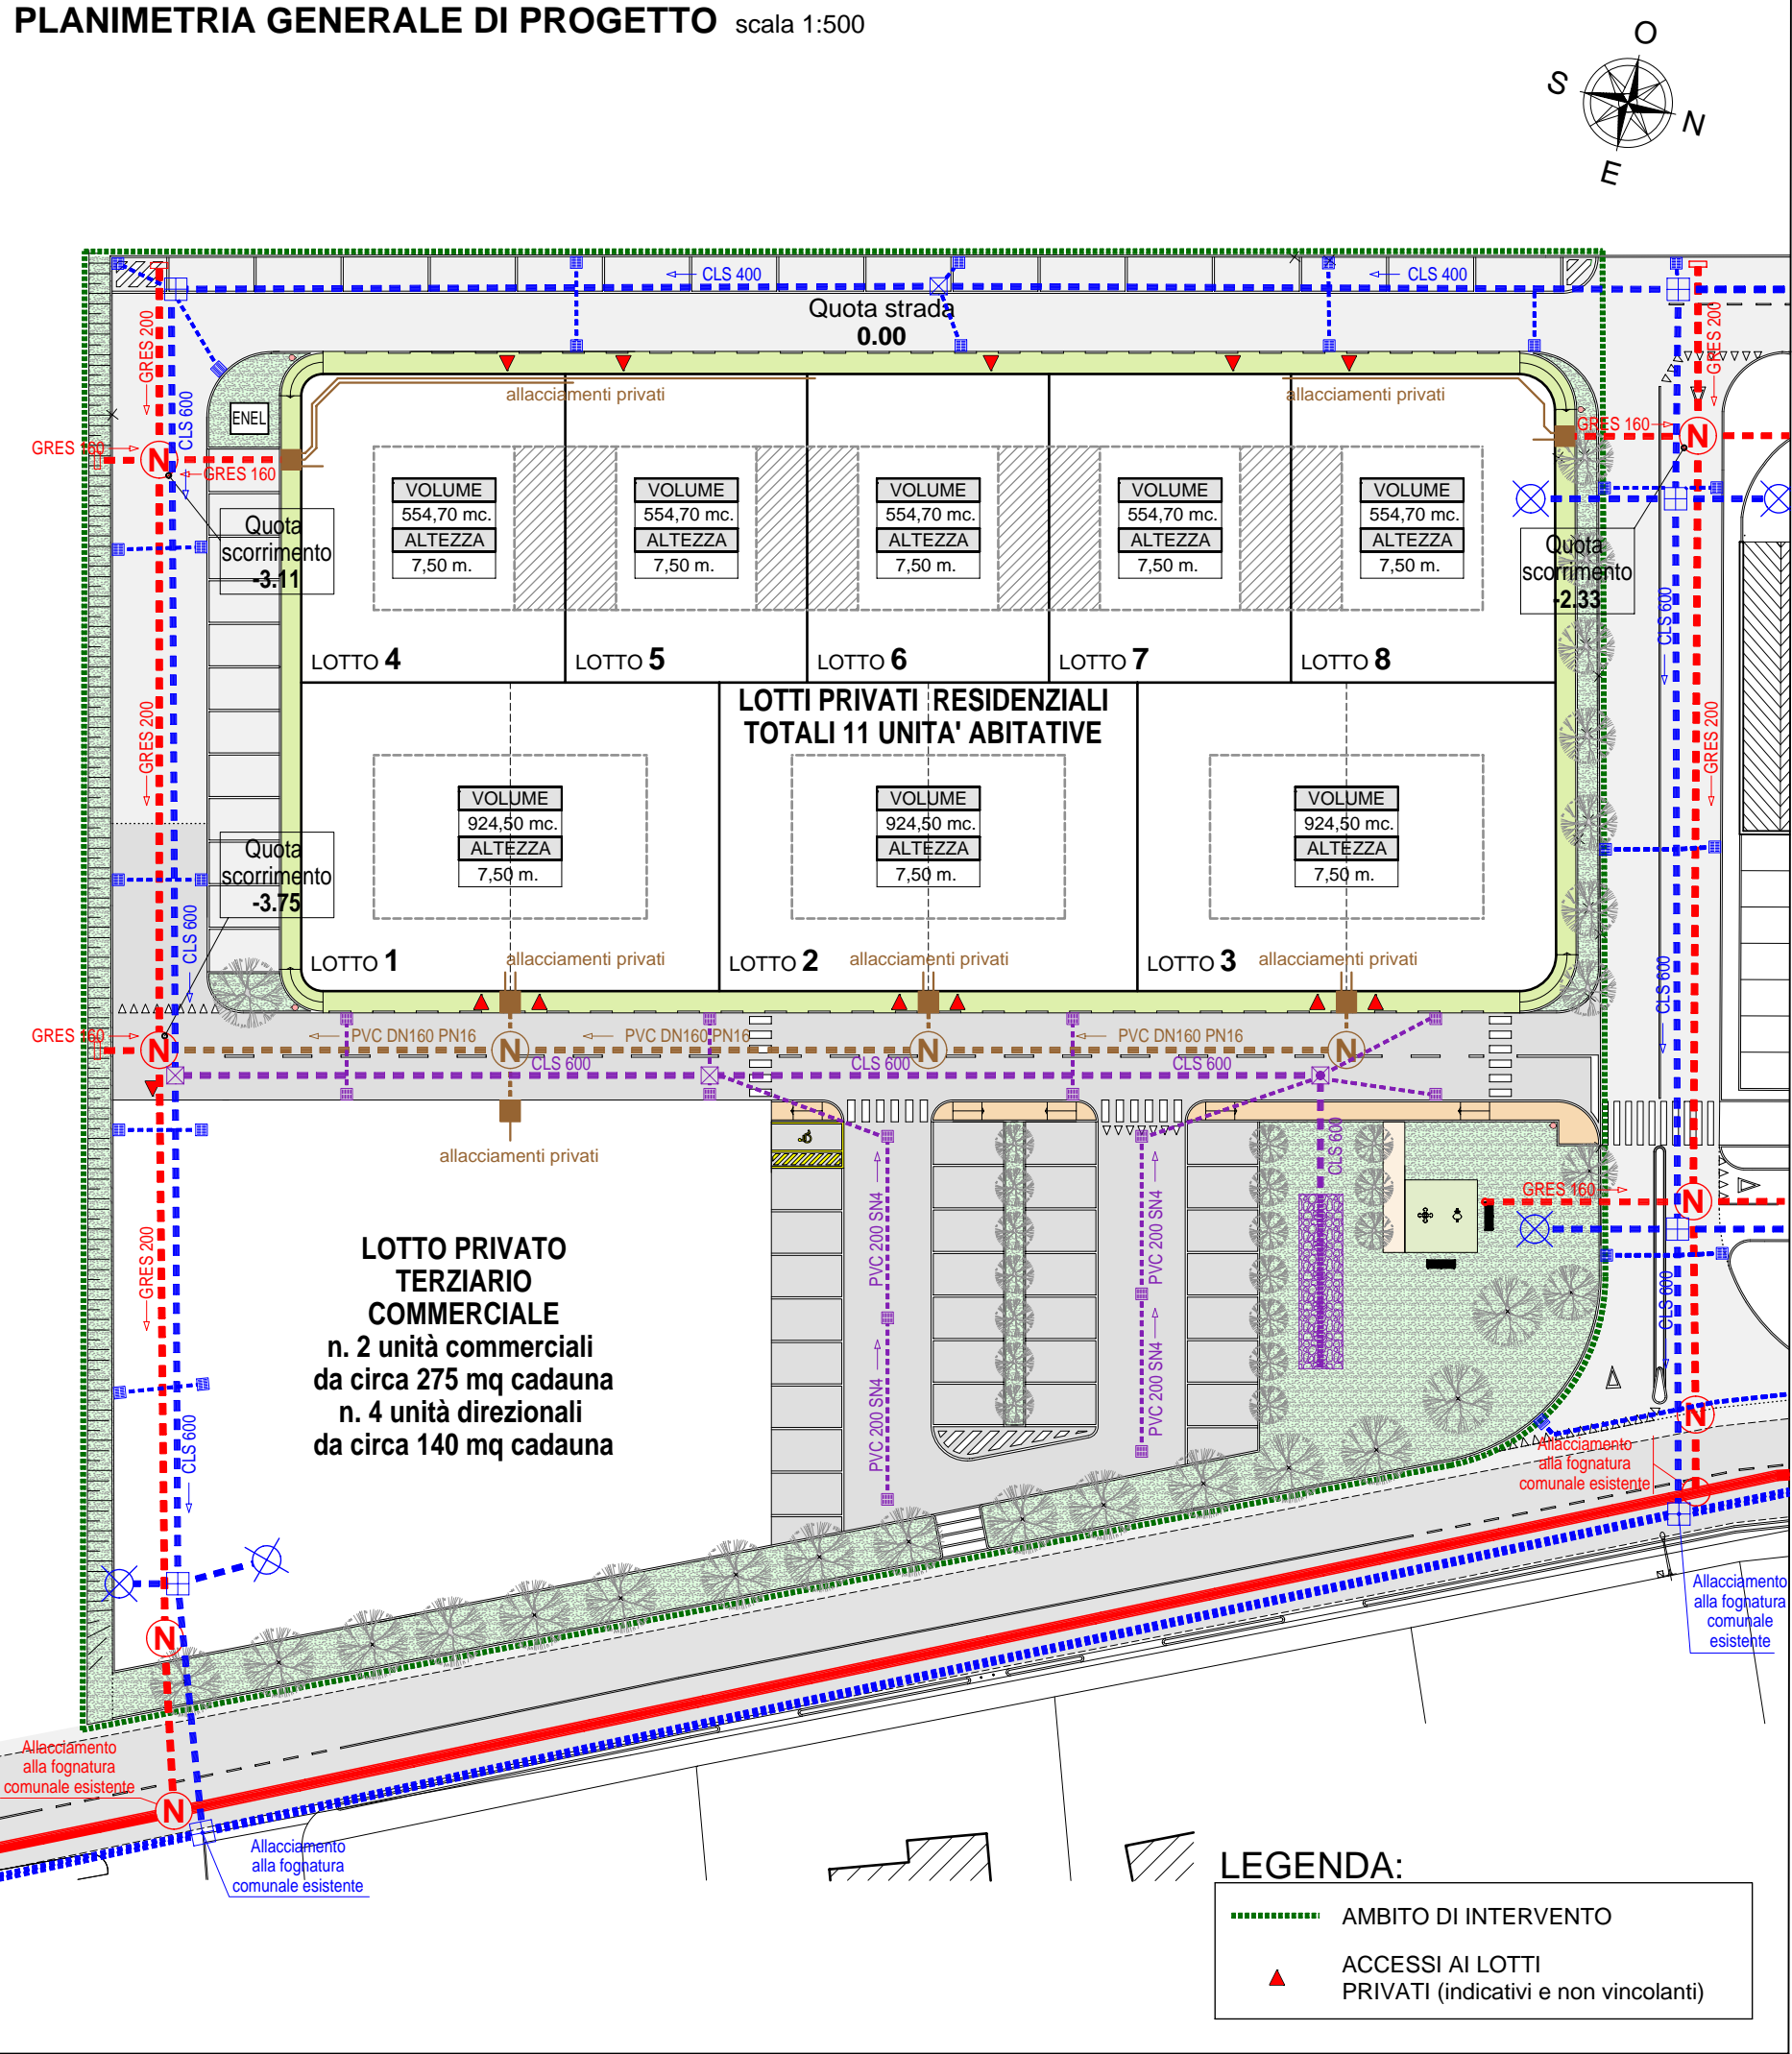 PLANIMETRIA GENERALE DI PROGETTO scala 1:500
O
S
N
E
CLS 400
CLS 400
Quota strada
0.00
GRES 200
GRES 200
CLS 600
ENEL
allacciamenti privati
allacciamenti privati
GRES 160
GRES 160
GRES 160
N
N
VOLUME
554,70 mc.
ALTEZZA
7,50 m.
VOLUME
554,70 mc.
ALTEZZA
7,50 m.
VOLUME
554,70 mc.
ALTEZZA
7,50 m.
VOLUME
554,70 mc.
ALTEZZA
7,50 m.
VOLUME
554,70 mc.
ALTEZZA
7,50 m.
Quota
scorrimento
-3.11
Quota
scorrimento
-2.33
CLS 600
LOTTO 4
LOTTO 5
LOTTO 6
LOTTO 7
LOTTO 8
LOTTI PRIVATI RESIDENZIALI
TOTALI 11 UNITA' ABITATIVE
GRES 200
GRES 200
VOLUME
924,50 mc.
ALTEZZA
7,50 m.
VOLUME
924,50 mc.
ALTEZZA
7,50 m.
VOLUME
924,50 mc.
ALTEZZA
7,50 m.
Quota
scorrimento
-3.75
CLS 600
CLS 600
LOTTO 1
allacciamenti privati
LOTTO 2
allacciamenti privati
LOTTO 3
allacciamenti privati
GRES 160
N
PVC DN160 PN16
N
PVC DN160 PN16
N
PVC DN160 PN16
N
CLS 600
CLS 600
CLS 600
allacciamenti privati
CLS 600
PVC 200 SN4
PVC 200 SN4
GRES 160
N
GRES 200
LOTTO PRIVATO
TERZIARIO
COMMERCIALE
n. 2 unità commerciali
da circa 275 mq cadauna
n. 4 unità direzionali
da circa 140 mq cadauna
PVC 200 SN4
PVC 200 SN4
CLS 600
CLS 600
N
Allacciamento
alla fognatura
comunale esistente
N
Allacciamento
alla fognatura
comunale
esistente
Allacciamento
alla fognatura
comunale esistente
N
Allacciamento
alla fognatura
comunale esistente
LEGENDA:
AMBITO DI INTERVENTO
ACCESSI AI LOTTI
PRIVATI (indicativi e non vincolanti)